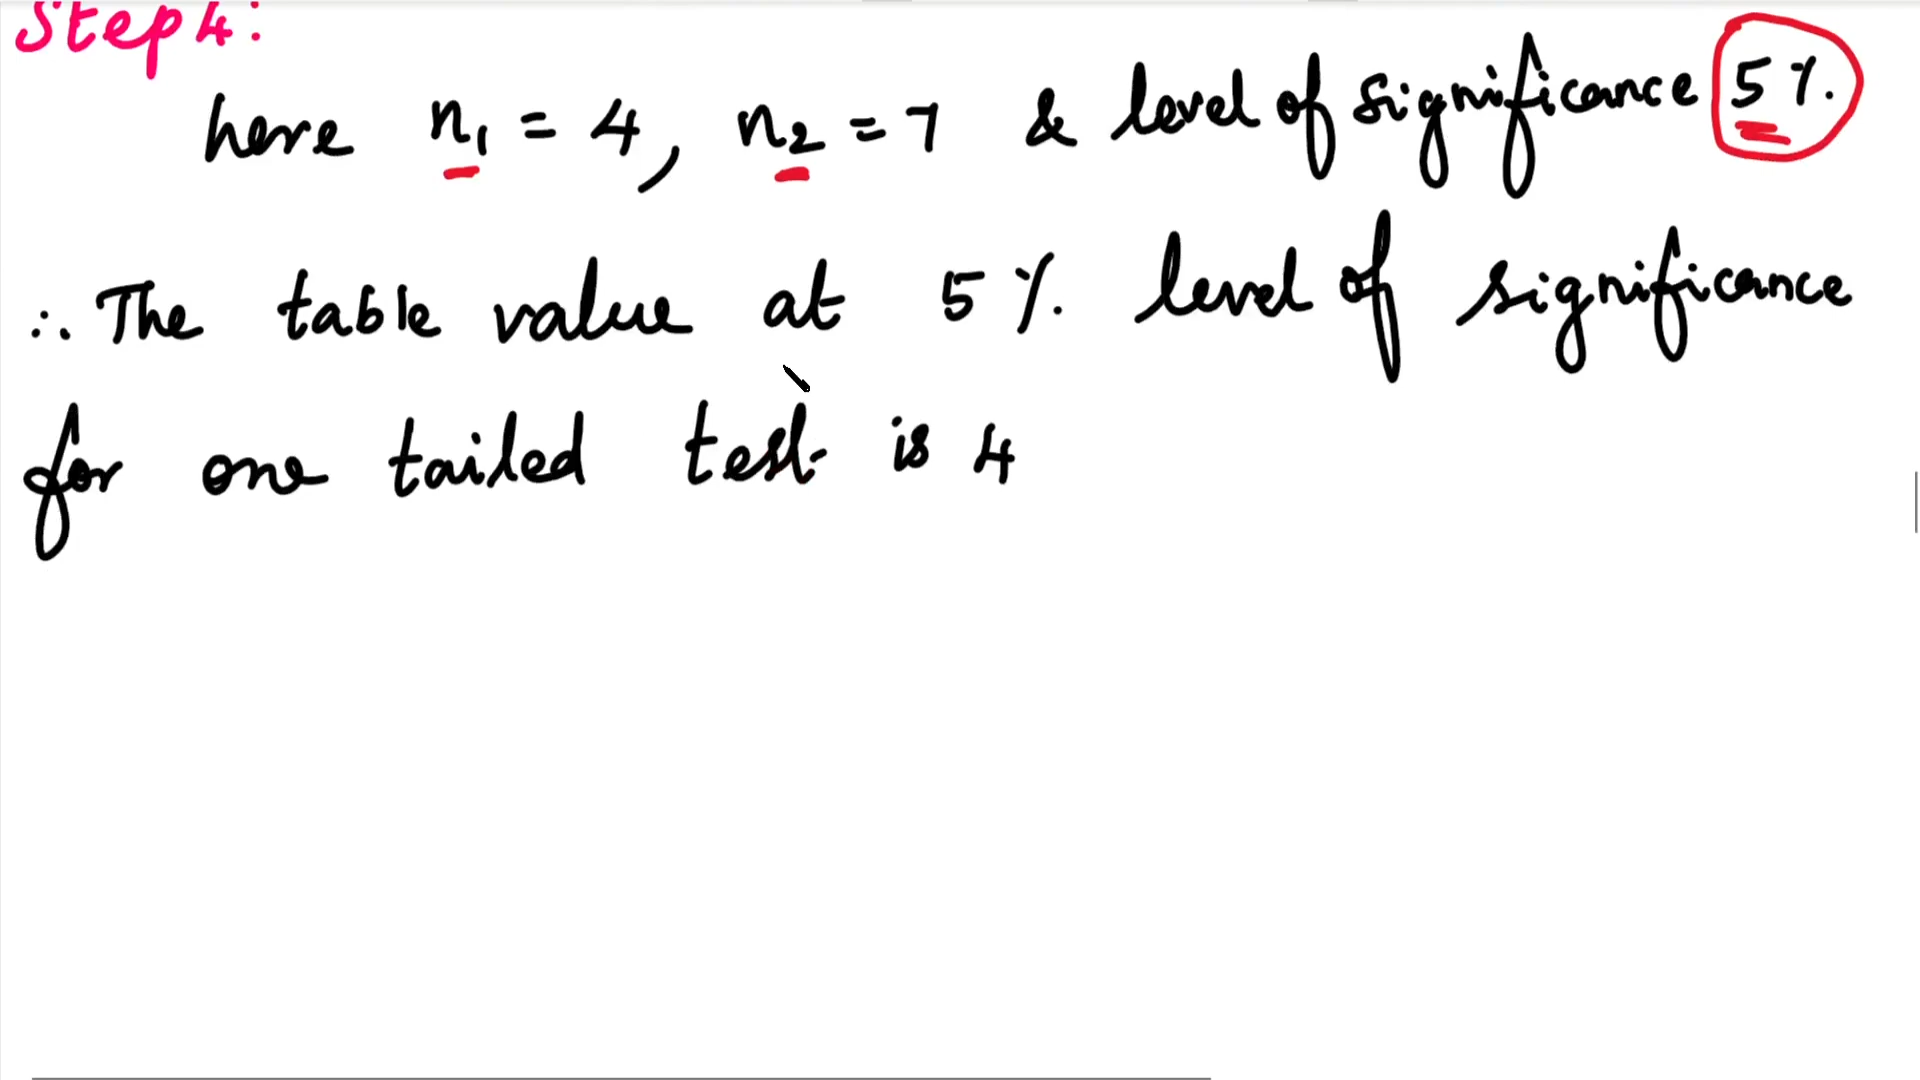 Step 4:
here n₁ = 4, n₂ = 7 & level of significance 5%.
∴ The table value at 5%. level of significance
for one tailed test is 4